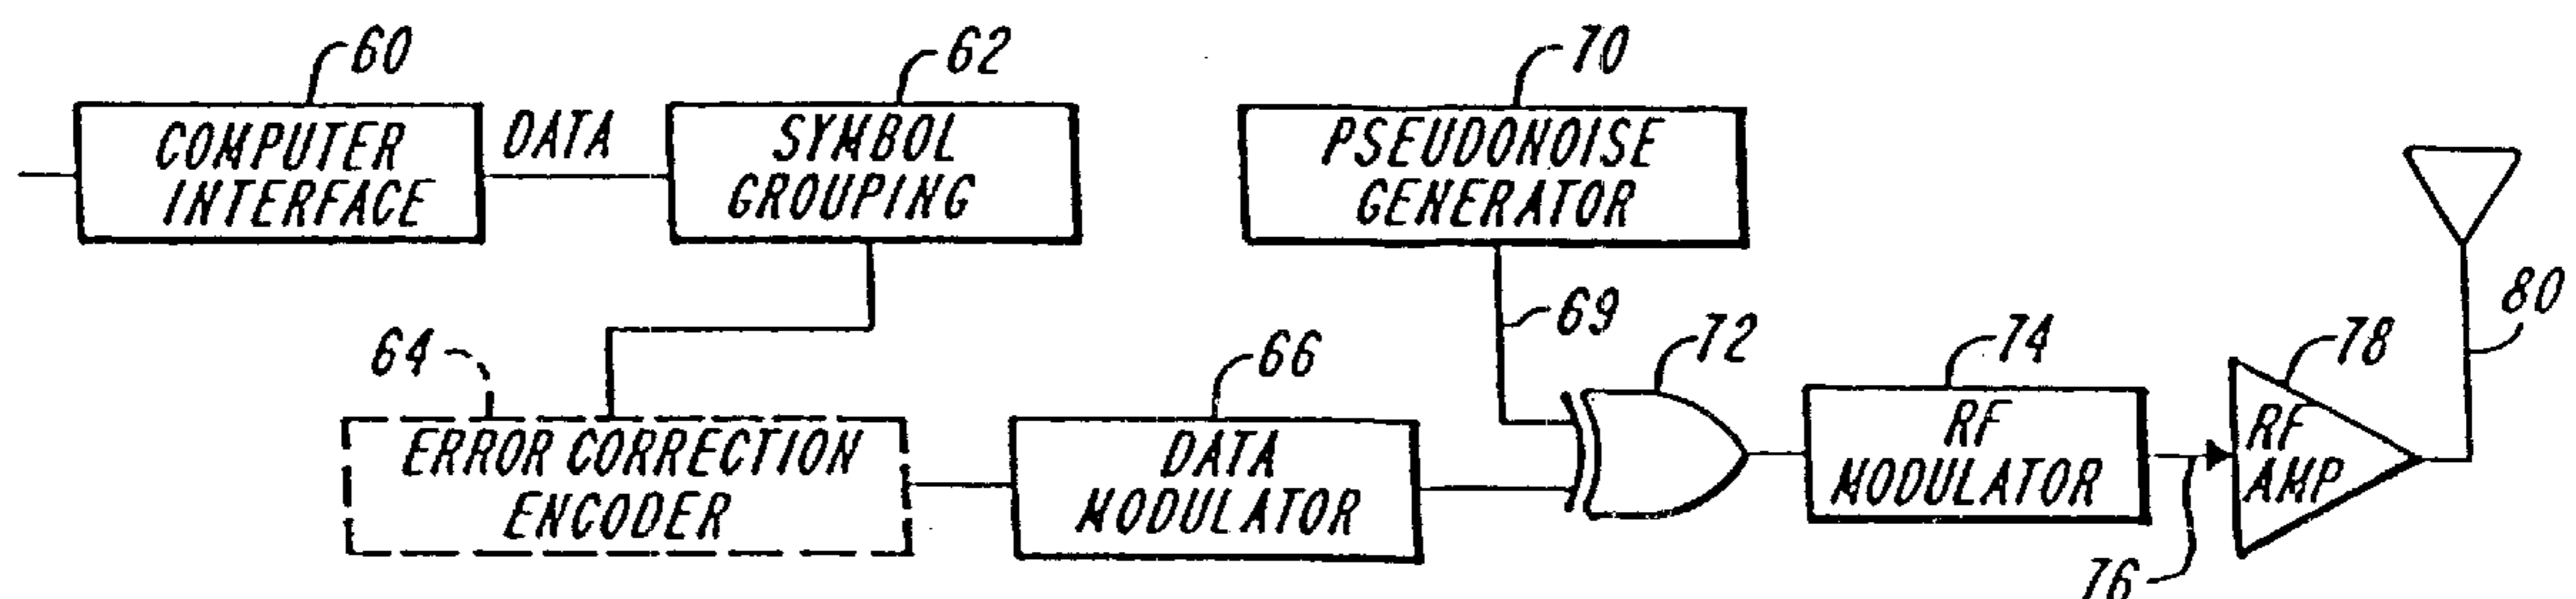 60
62
70
COMPUTER
INTERFACE
DATA
SYMBOL
GROUPING
PSEUDONOISE
GENERATOR
69
80
64
66
72
74
78
ERROR CORRECTION
ENCODER
DATA
MODULATOR
RF
MODULATOR
RF
AMP
76